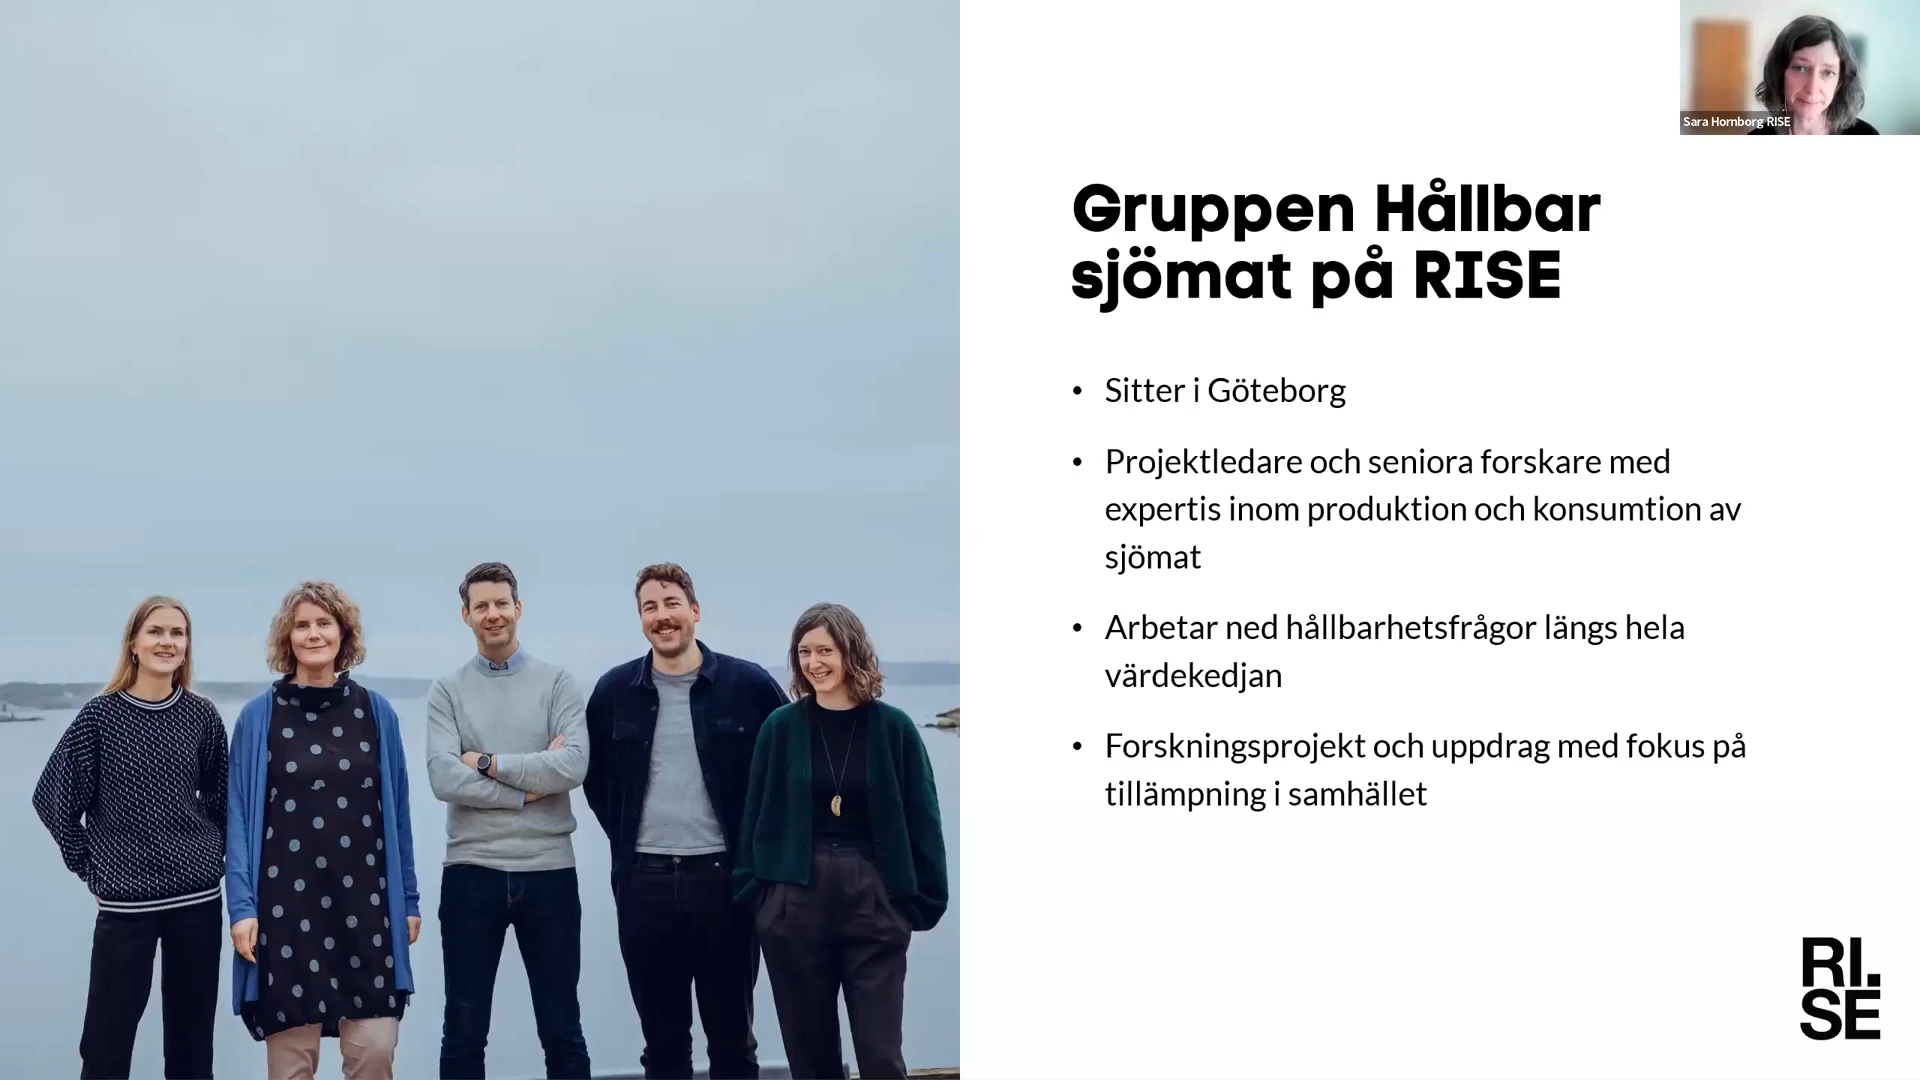 Sara Hornborg RISE
Gruppen Hållbar
sjömat på RISE
• Sitter i Göteborg
• Projektledare och seniora forskare med
expertis inom produktion och konsumtion av
sjömat
• Arbetar ned hållbarhetsfrågor längs hela
värdekedjan
• Forskningsprojekt och uppdrag med fokus på
tillämpning i samhället
RI.
SE